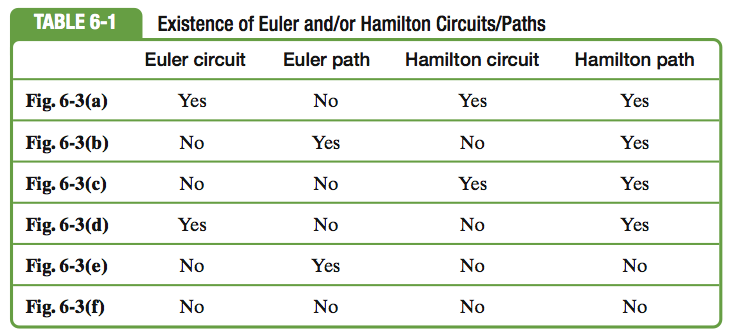 TABLE 6-1 Existence of Euler and/or Hamilton Circuits/Paths
Euler circuit Euler path Hamilton circuit Hamilton path
Fig. 6-3(a) Yes No Yes Yes
Fig. 6-3(b) No Yes No Yes
Fig. 6-3(c) No No Yes Yes
Fig. 6-3(d) Yes No No Yes
Fig. 6-3(e) No Yes No No
Fig. 6-3(f) No No No No